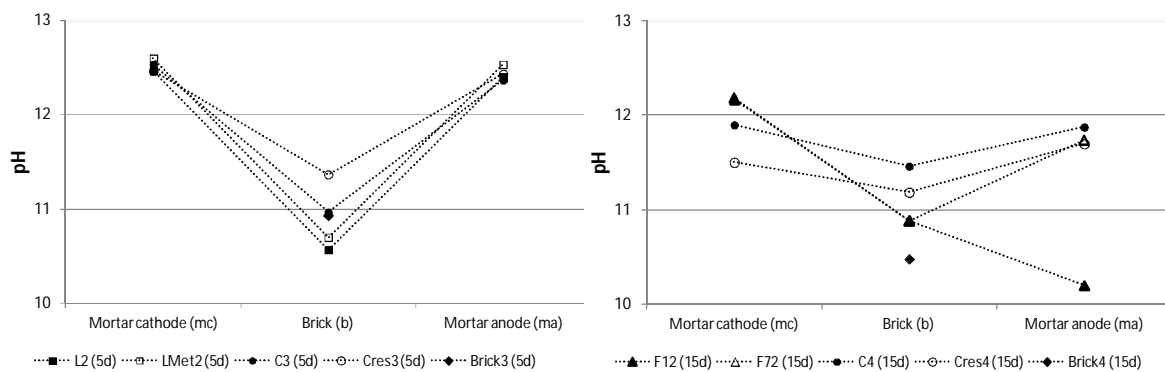 13
12
11
10
pH
Mortar cathode (mc) Brick (b) Mortar anode (ma)
L2 (5d) LMet2 (5d) C3 (5d) Cres3 (5d) Brick3 (5d)
13
12
11
10
pH
Mortar cathode (mc) Brick (b) Mortar anode (ma)
F12 (15d) F72 (15d) C4 (15d) Cres4 (15d) Brick4 (15d)